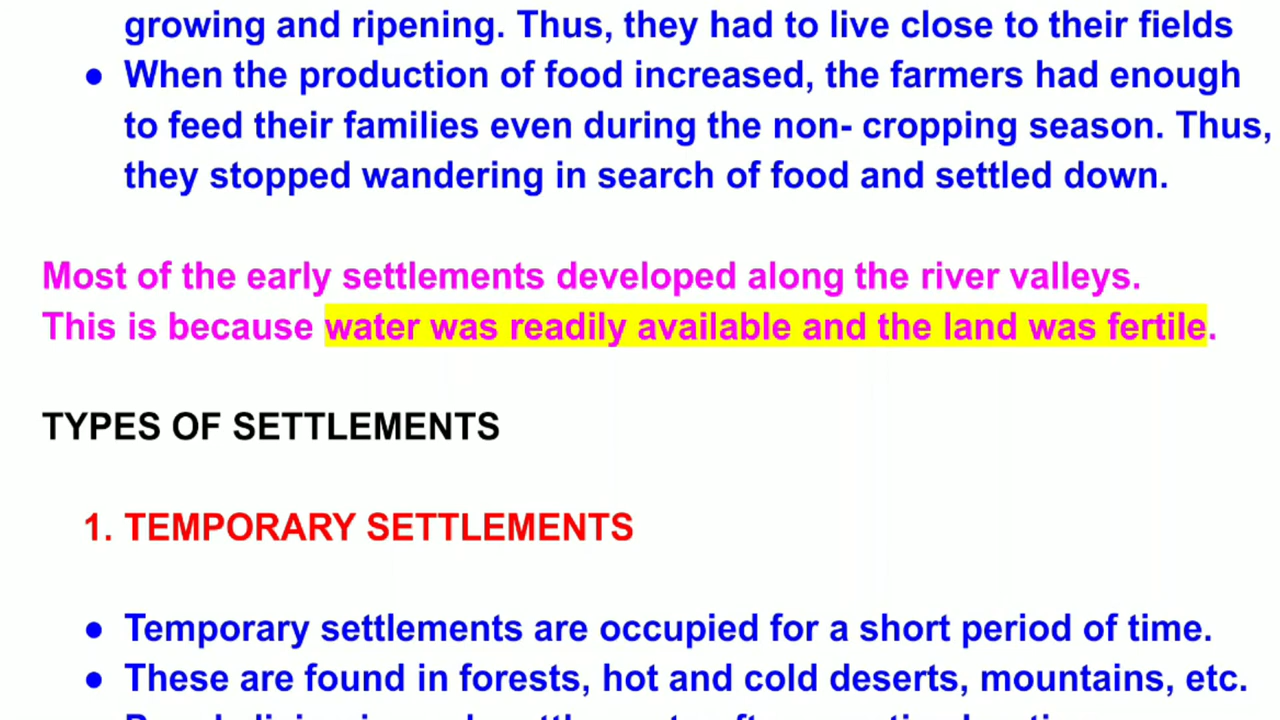 growing and ripening. Thus, they had to live close to their fields
● When the production of food increased, the farmers had enough
to feed their families even during the non- cropping season. Thus,
they stopped wandering in search of food and settled down.
Most of the early settlements developed along the river valleys.
This is because water was readily available and the land was fertile.
TYPES OF SETTLEMENTS
1. TEMPORARY SETTLEMENTS
● Temporary settlements are occupied for a short period of time.
● These are found in forests, hot and cold deserts, mountains, etc.